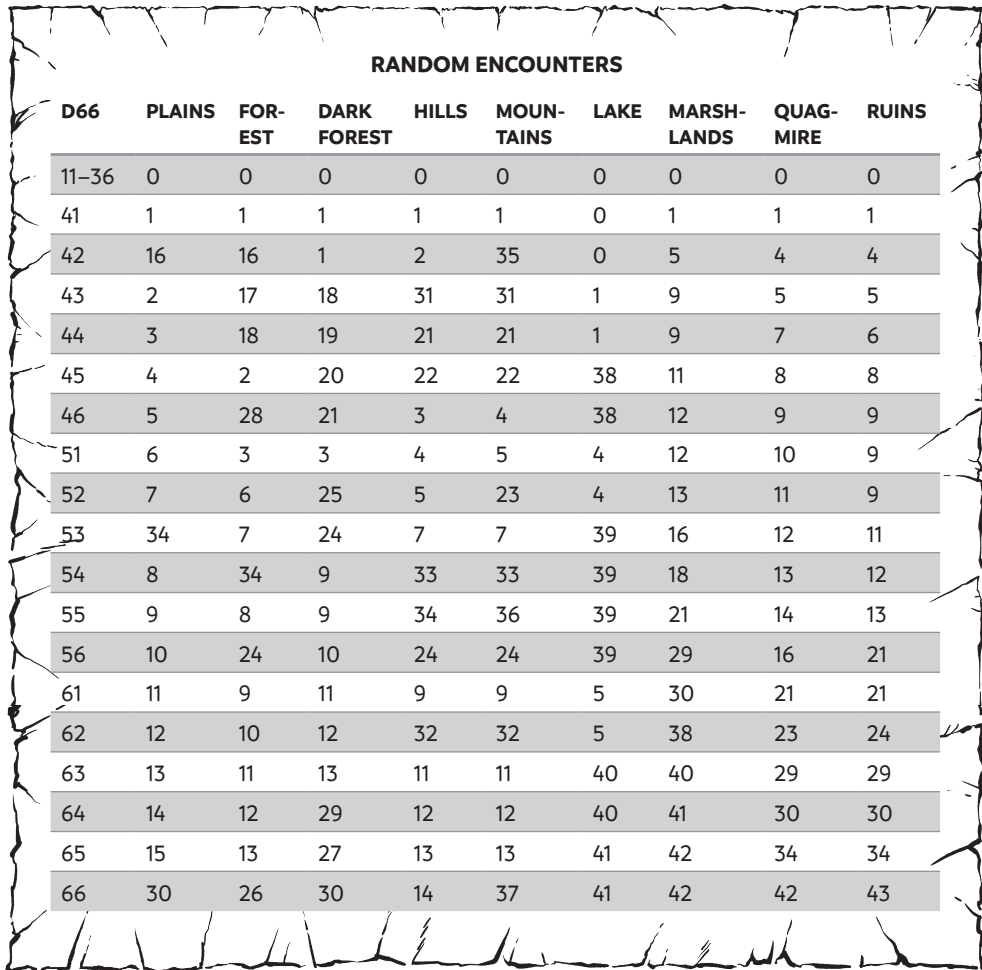 RANDOM ENCOUNTERS
D66 PLAINS FOR- DARK HILLS MOUN- LAKE MARSH- QUAG- RUINS
EST FOREST TAINS LANDS MIRE
11–36 0 0 0 0 0 0 0 0 0
41 1 1 1 1 1 0 1 1 1
42 16 16 1 2 35 0 5 4 4
43 2 17 18 31 31 1 9 5 5
44 3 18 19 21 21 1 9 7 6
45 4 2 20 22 22 38 11 8 8
46 5 28 21 3 4 38 12 9 9
51 6 3 3 4 5 4 12 10 9
52 7 6 25 5 23 4 13 11 9
53 34 7 24 7 7 39 16 12 11
54 8 34 9 33 33 39 18 13 12
55 9 8 9 34 36 39 21 14 13
56 10 24 10 24 24 39 29 16 21
61 11 9 11 9 9 5 30 21 21
62 12 10 12 32 32 5 38 23 24
63 13 11 13 11 11 40 40 29 29
64 14 12 29 12 12 40 41 30 30
65 15 13 27 13 13 41 42 34 34
66 30 26 30 14 37 41 42 42 43